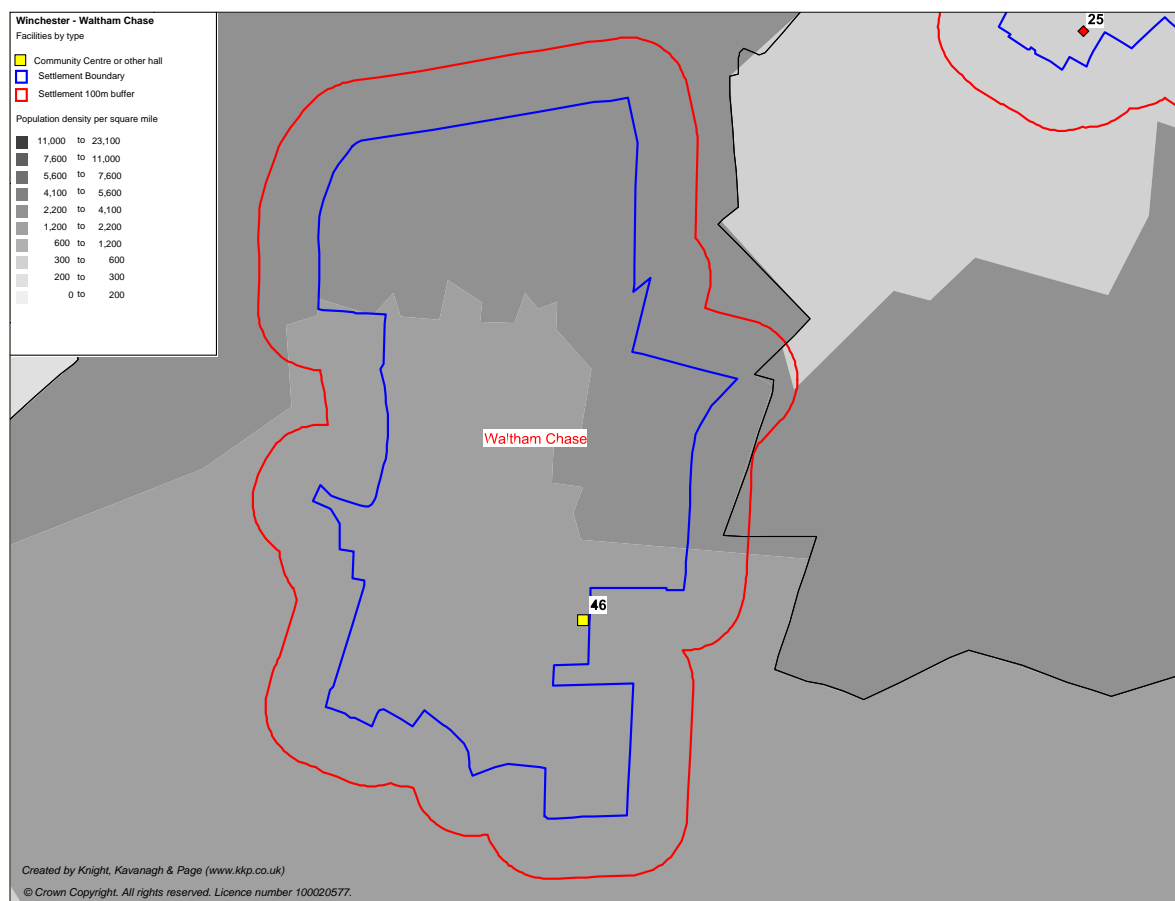 Winchester - Waltham Chase
Facilities by type
Community Centre or other hall
Settlement Boundary
Settlement 100m buffer
Population density per square mile
11,000 to 23,100
7,600 to 11,000
5,600 to 7,600
4,100 to 5,600
2,200 to 4,100
1,200 to 2,200
600 to 1,200
300 to 600
200 to 300
0 to 200
25
Waltham Chase
46
Created by Knight, Kavanagh & Page (www.kkp.co.uk)
© Crown Copyright. All rights reserved. Licence number 100020577.